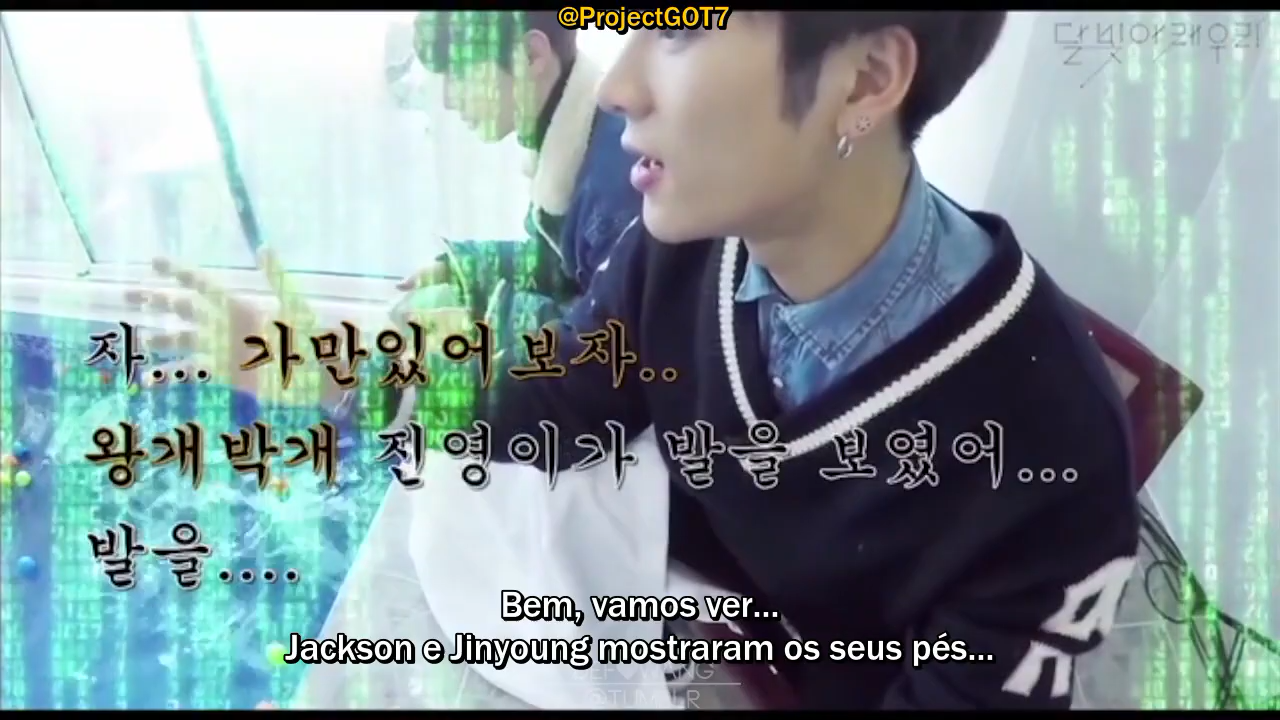 @ProjectGOT7
달빛아래우리
자... 가만있어보자..
왕개박개 진영이가 발을 보였어...
발을....
Bem, vamos ver...
Jackson e Jinyoung mostraram os seus pés...
DEFWANG
@TUMBLR